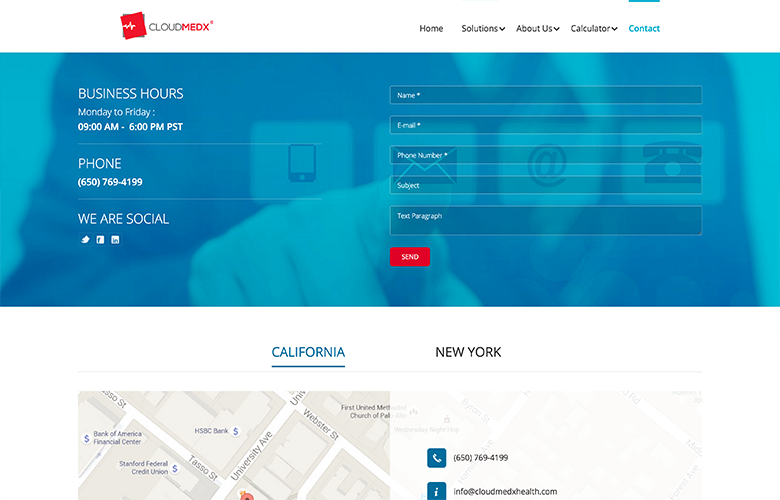 CLOUDMEDX®
Home
Solutions
About Us
Calculator
Contact
BUSINESS HOURS
Monday to Friday :
09:00 AM - 6:00 PM PST
PHONE
(650) 769-4199
WE ARE SOCIAL
Name *
E-mail *
Phone Number *
Subject
Text Paragraph
SEND
CALIFORNIA
NEW YORK
Tasso St
Bank of America
Financial Center
HSBC Bank
Stanford Federal
Credit Union
Tasso St
University Ave
Webster St
First United Methodist
Church of Palo Alto
Wednesday Night Hop
Byron St
University Ave
(650) 769-4199
info@cloudmedxhealth.com